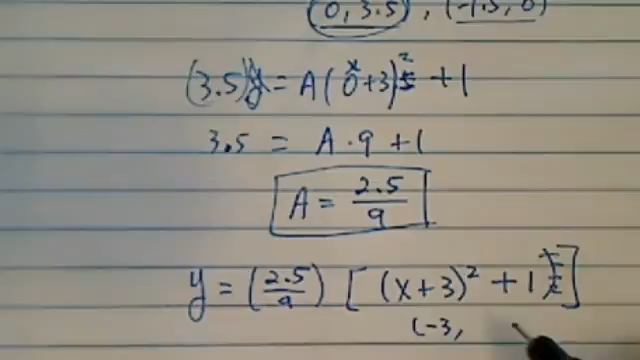 (0, 3.5), (-1.5, 0)
(3.5) = A(0+3)² + 1
3.5 = A · 9 + 1
A = 2.5/9
y = (2.5/9) [ (x+3)² + 1 ]
(-3,